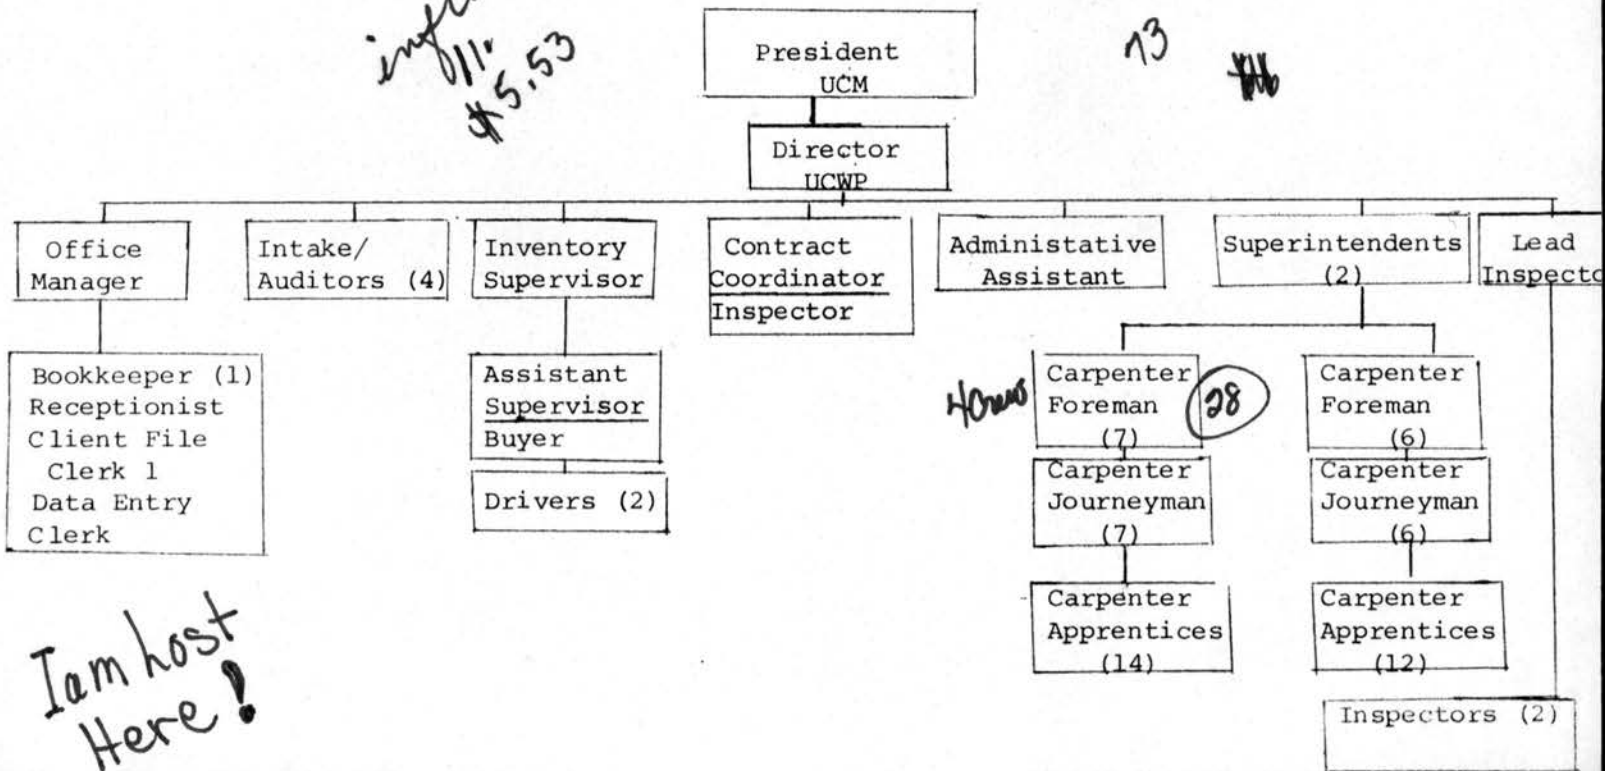 $5.53
73
President
UCM
Director
UCWP
Office
Manager
Intake/
Auditors (4)
Inventory
Supervisor
Contract
Coordinator
Inspector
Administative
Assistant
Superintendents
(2)
Lead
Inspecto
Bookkeeper (1)
Receptionist
Client File
Clerk 1
Data Entry
Clerk
Assistant
Supervisor
Buyer
Drivers (2)
Carpenter
Foreman
(7)
28
Carpenter
Journeyman
(7)
Carpenter
Apprentices
(14)
Carpenter
Foreman
(6)
Carpenter
Journeyman
(6)
Carpenter
Apprentices
(12)
Inspectors (2)
I am host
Here!